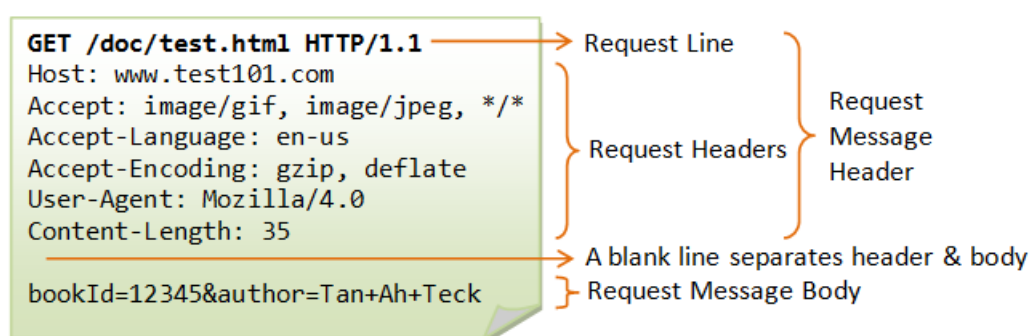 GET /doc/test.html HTTP/1.1
Host: www.test101.com
Accept: image/gif, image/jpeg, */*
Accept-Language: en-us
Accept-Encoding: gzip, deflate
User-Agent: Mozilla/4.0
Content-Length: 35
bookId=12345&author=Tan+Ah+Teck
Request Line
Request Headers
A blank line separates header & body
Request Message Body
Request
Message
Header